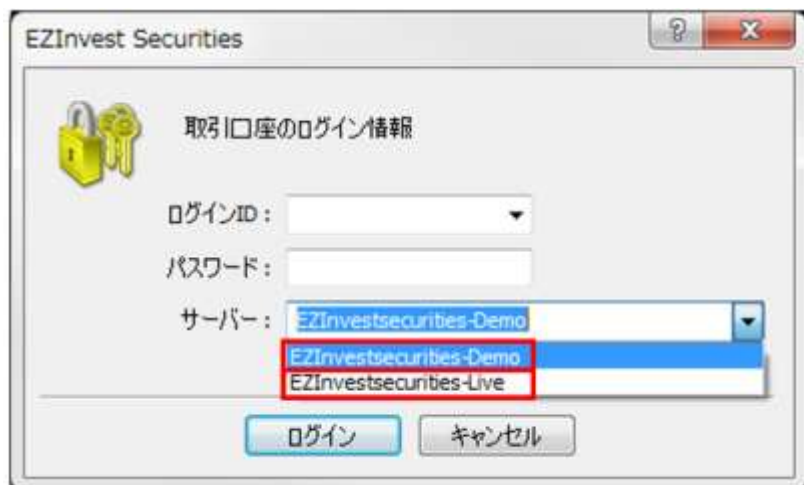 EZInvest Securities
取引口座のログイン情報
ログインID：
パスワード：
サーバー： EZInvestsecurities-Demo
EZInvestsecurities-Demo
EZInvestsecurities-Live
ログイン キャンセル